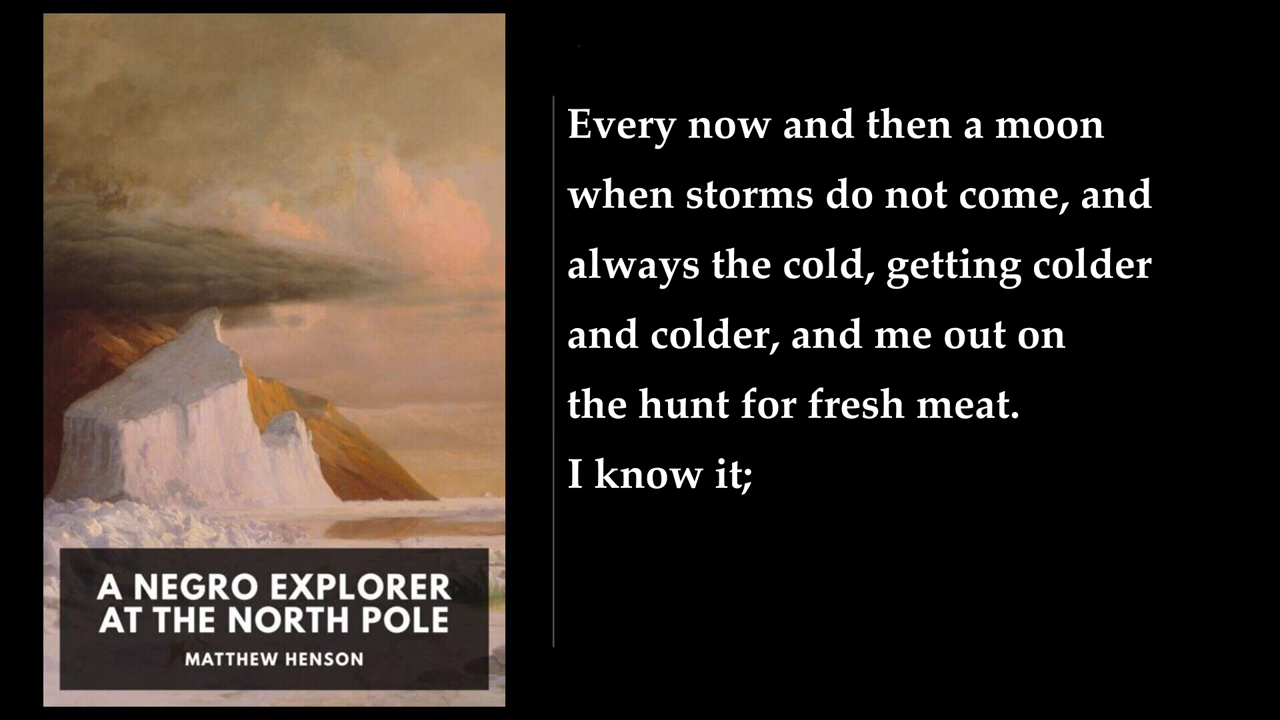 Every now and then a moon
when storms do not come, and
always the cold, getting colder
and colder, and me out on
the hunt for fresh meat.
I know it;
A NEGRO EXPLORER
AT THE NORTH POLE
MATTHEW HENSON